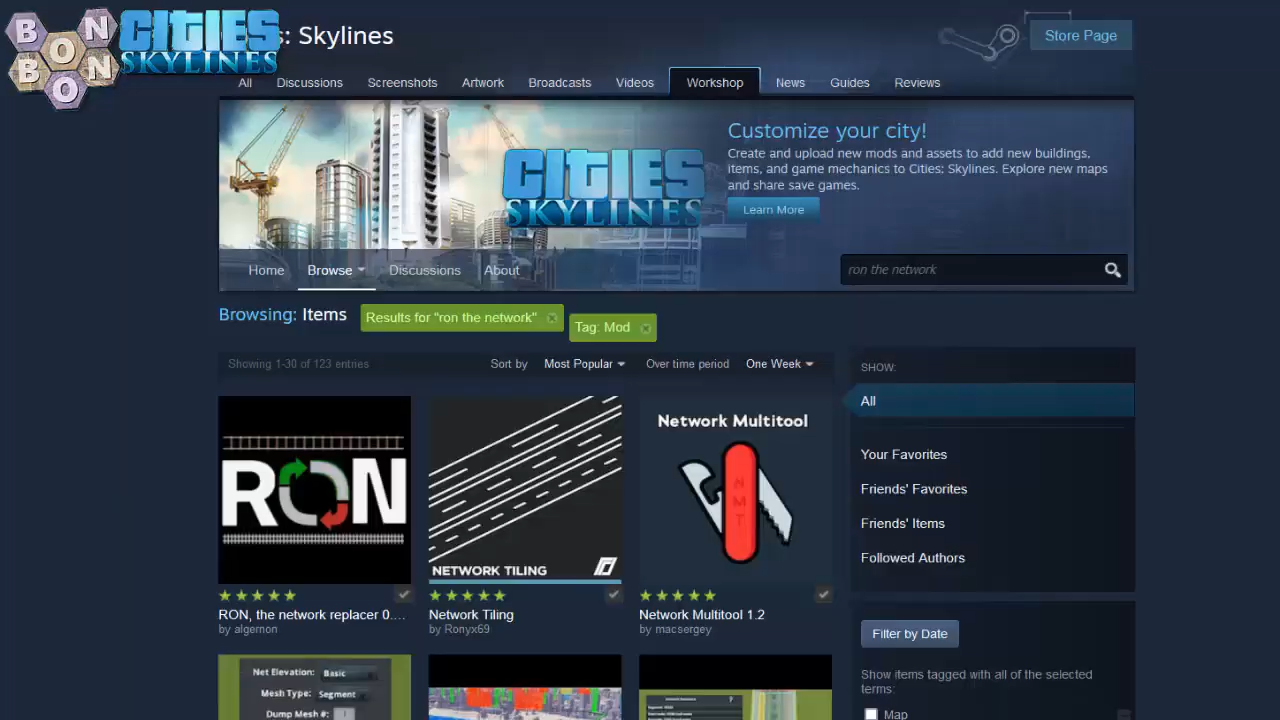 BON
BON
CITIES
SKYLINES
: Skylines
Store Page
All
Discussions
Screenshots
Artwork
Broadcasts
Videos
Workshop
News
Guides
Reviews
Customize your city!
Create and upload new mods and assets to add new buildings,
items, and game mechanics to Cities: Skylines. Explore new maps
and share save games.
Learn More
CITIES
SKYLINES
Home
Browse
Discussions
About
ron the network
Browsing: Items
Results for "ron the network"
Tag: Mod
Showing 1-30 of 123 entries
Sort by
Most Popular
Over time period
One Week
SHOW:
All
Your Favorites
Friends' Favorites
Friends' Items
Followed Authors
RON
NETWORK TILING
Network Multitool
NMT
RON, the network replacer 0....
by algernon
Network Tiling
by Ronyx69
Network Multitool 1.2
by macsergey
Filter by Date
Show items tagged with all of the selected
terms:
Map
Net Elevation: Basic
Mesh Type: Segment
Dump Mesh #: 1